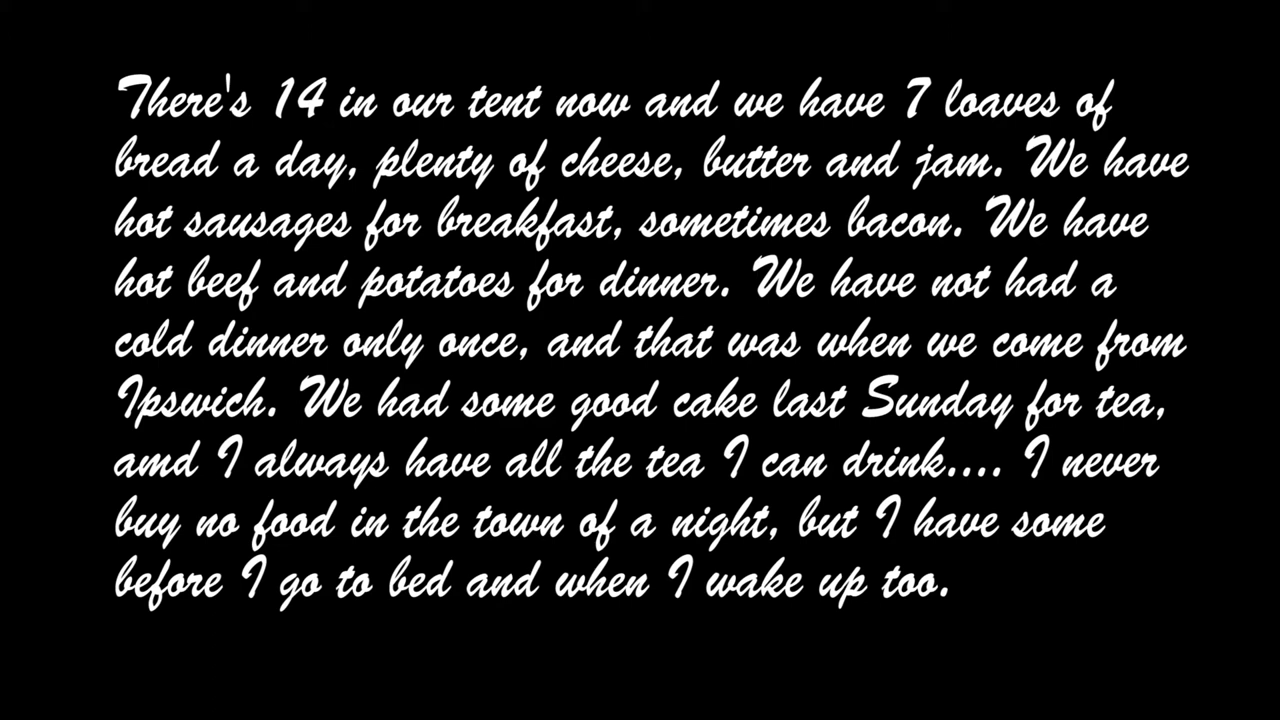 There's 14 in our tent now and we have 7 loaves of
bread a day, plenty of cheese, butter and jam. We have
hot sausages for breakfast, sometimes bacon. We have
hot beef and potatoes for dinner. We have not had a
cold dinner only once, and that was when we come from
Ipswich. We had some good cake last Sunday for tea,
amd I always have all the tea I can drink.... I never
buy no food in the town of a night, but I have some
before I go to bed and when I wake up too.